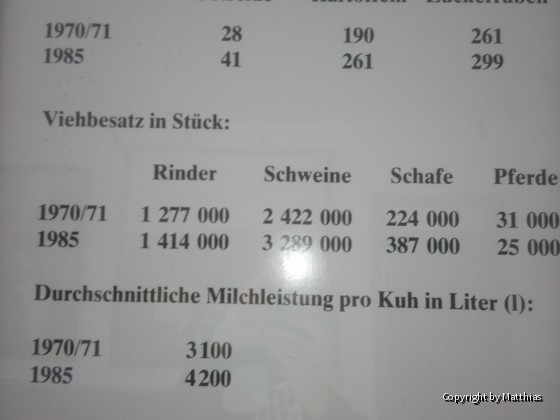 Kartoffeln Zuckerrüben
1970/71 28 190 261
1985 41 261 299
Viehbesatz in Stück:
Rinder Schweine Schafe Pferde
1970/71 1 277 000 2 422 000 224 000 31 000
1985 1 414 000 3 289 000 387 000 25 000
Durchschnittliche Milchleistung pro Kuh in Liter (l):
1970/71 3100
1985 4200
Copyright by Matthias